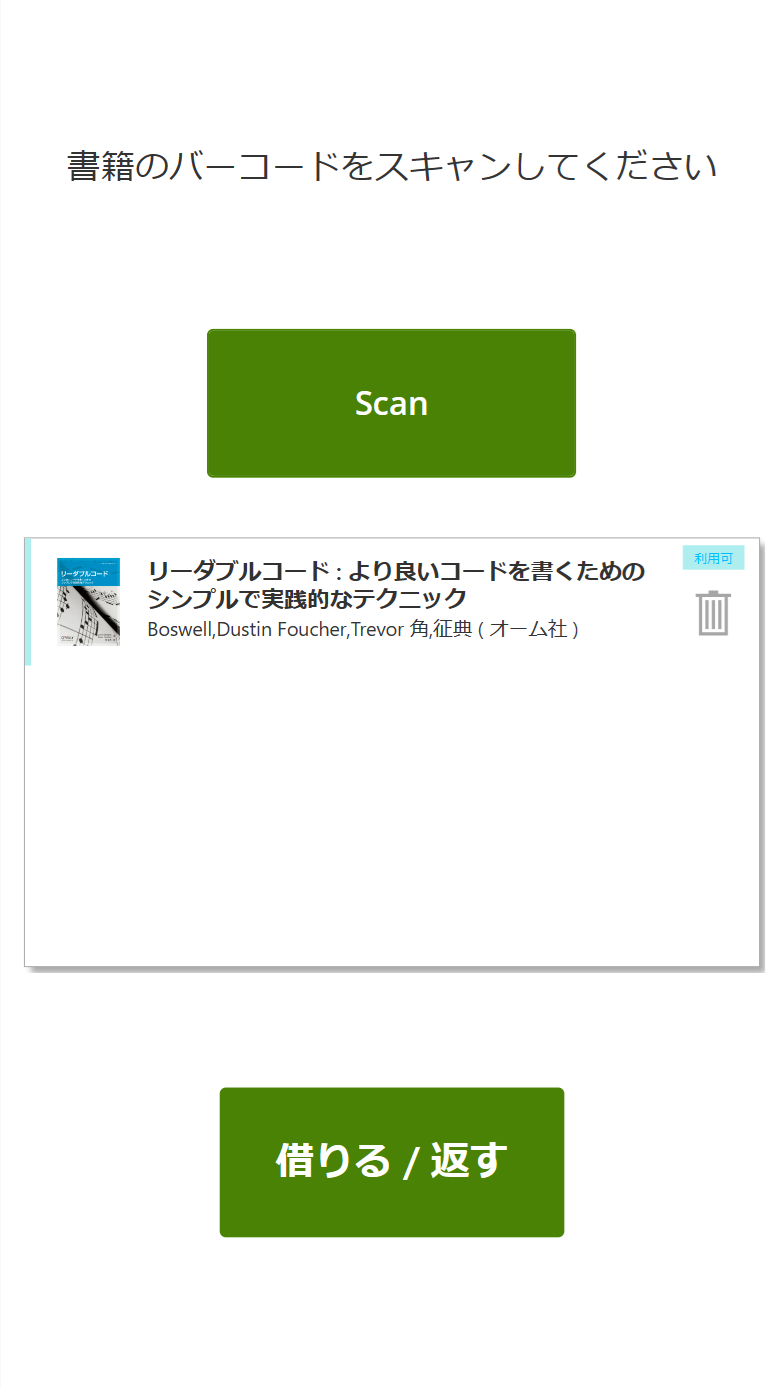 書籍のバーコードをスキャンしてください
Scan
利用可
リーダブルコード
リーダブルコード : より良いコードを書くための
シンプルで実践的なテクニック
Boswell,Dustin Foucher,Trevor 角,征典 ( オーム社 )
借りる / 返す